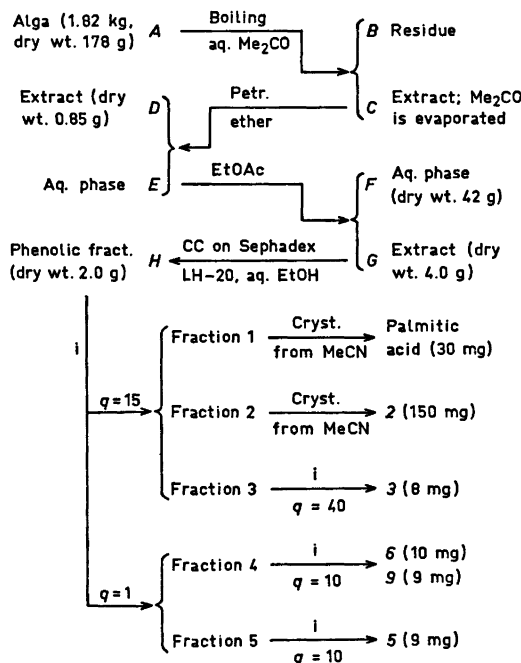 Alga (1.82 kg, dry wt. 178 g) A
Boiling
aq. Me₂CO
B Residue
Extract (dry wt. 0.85 g) D
Petr.
ether
C Extract; Me₂CO is evaporated
Aq. phase E
EtOAc
F Aq. phase (dry wt. 42 g)
Phenolic fract. (dry wt. 2.0 g) H
CC on Sephadex
LH-20, aq. EtOH
G Extract (dry wt. 4.0 g)
i
q = 15
Fraction 1
Cryst.
from MeCN
Palmitic acid (30 mg)
Fraction 2
Cryst.
from MeCN
2 (150 mg)
Fraction 3
i
q = 40
3 (8 mg)
q = 1
Fraction 4
i
q = 10
6 (10 mg)
9 (9 mg)
Fraction 5
i
q = 10
5 (9 mg)